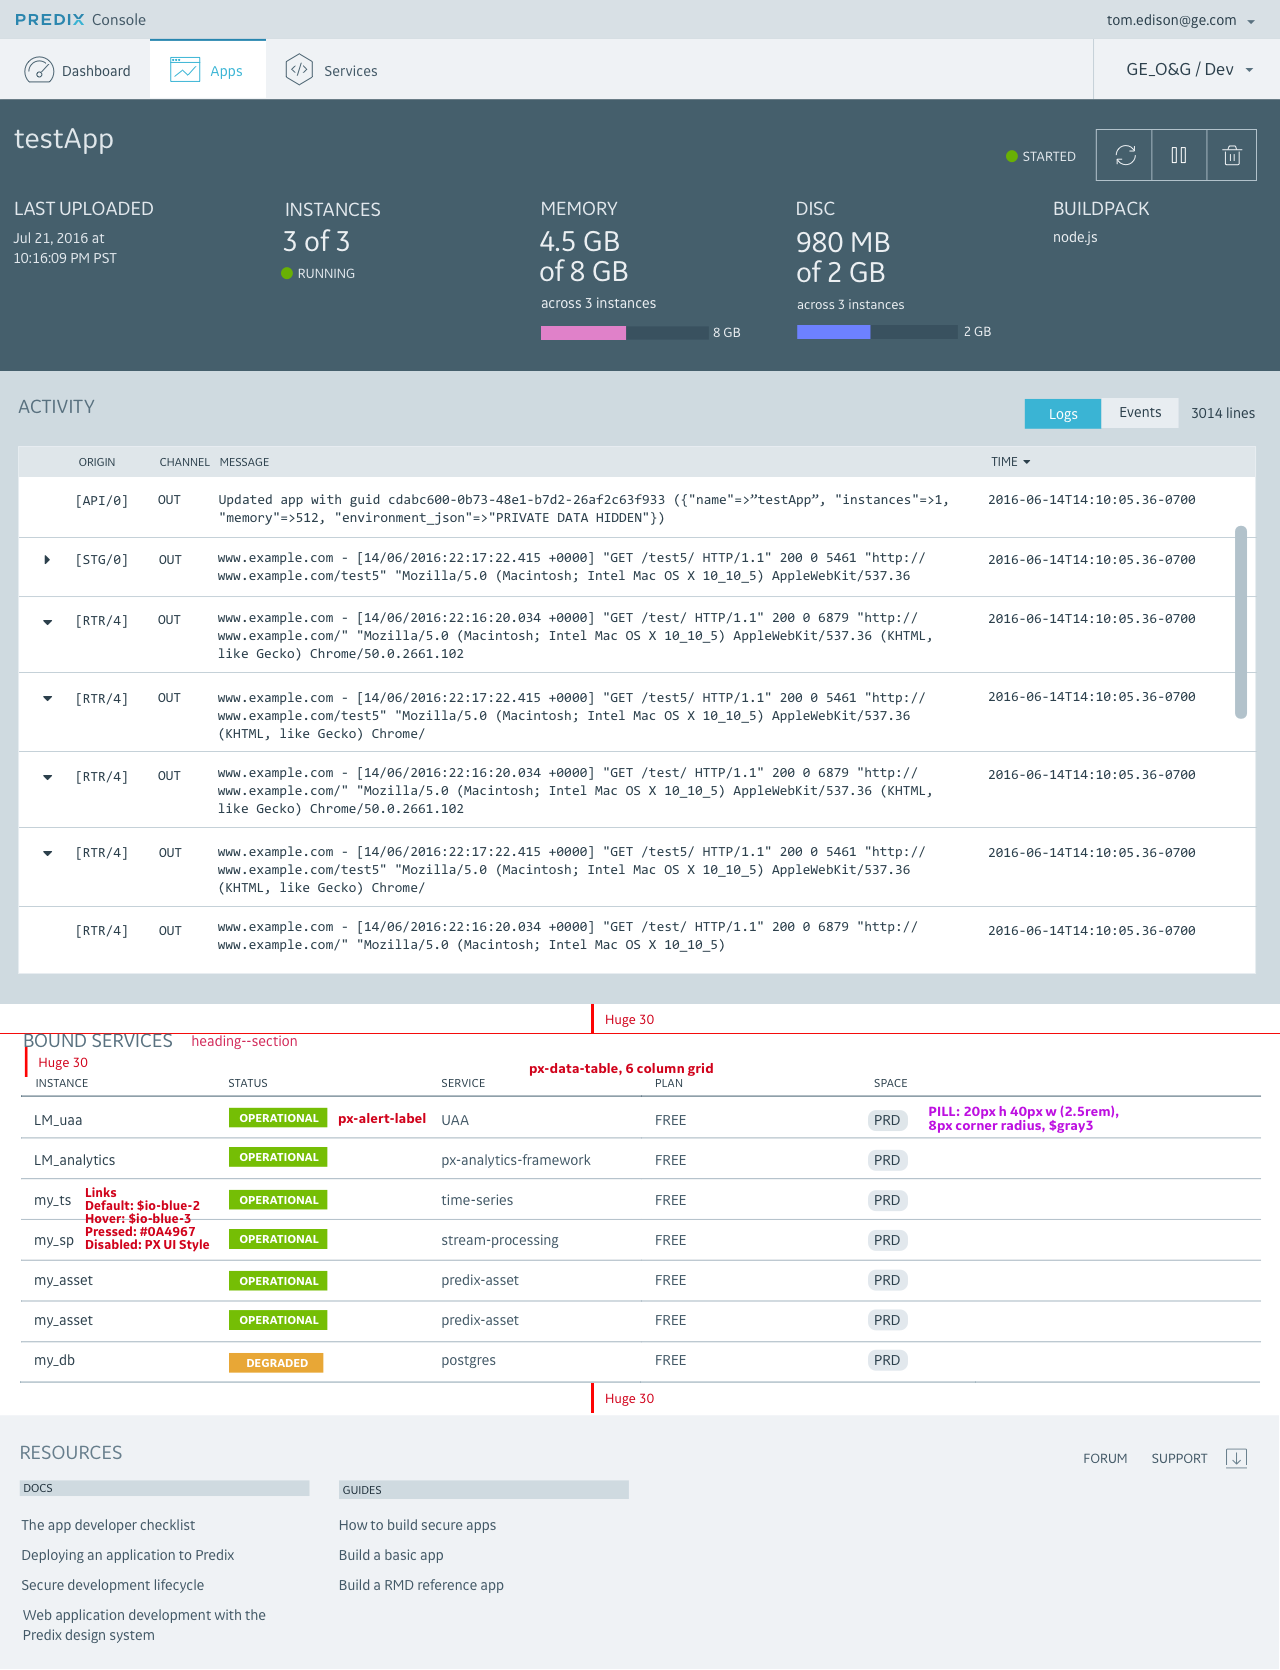 PREDIX Console
tom.edison@ge.com
Dashboard
Apps
Services
GE_O&G / Dev
testApp
STARTED
LAST UPLOADED
Jul 21, 2016 at
10:16:09 PM PST
INSTANCES
3 of 3
RUNNING
MEMORY
4.5 GB
of 8 GB
across 3 instances
8 GB
DISC
980 MB
of 2 GB
across 3 instances
2 GB
BUILDPACK
node.js
ACTIVITY
Logs
Events
3014 lines
ORIGIN CHANNEL MESSAGE TIME
[API/0] OUT Updated app with guid cdabc600-0b73-48e1-b7d2-26af2c63f933 ({"name"=>”testApp”, "instances"=>1, 2016-06-14T14:10:05.36-0700
"memory"=>512, "environment_json"=>"PRIVATE DATA HIDDEN"})
[STG/0] OUT www.example.com - [14/06/2016:22:17:22.415 +0000] "GET /test5/ HTTP/1.1" 200 0 5461 "http:// 2016-06-14T14:10:05.36-0700
www.example.com/test5" "Mozilla/5.0 (Macintosh; Intel Mac OS X 10_10_5) AppleWebKit/537.36
[RTR/4] OUT www.example.com - [14/06/2016:22:16:20.034 +0000] "GET /test/ HTTP/1.1" 200 0 6879 "http:// 2016-06-14T14:10:05.36-0700
www.example.com/" "Mozilla/5.0 (Macintosh; Intel Mac OS X 10_10_5) AppleWebKit/537.36 (KHTML,
like Gecko) Chrome/50.0.2661.102
[RTR/4] OUT www.example.com - [14/06/2016:22:17:22.415 +0000] "GET /test5/ HTTP/1.1" 200 0 5461 "http:// 2016-06-14T14:10:05.36-0700
www.example.com/test5" "Mozilla/5.0 (Macintosh; Intel Mac OS X 10_10_5) AppleWebKit/537.36
(KHTML, like Gecko) Chrome/
[RTR/4] OUT www.example.com - [14/06/2016:22:16:20.034 +0000] "GET /test/ HTTP/1.1" 200 0 6879 "http:// 2016-06-14T14:10:05.36-0700
www.example.com/" "Mozilla/5.0 (Macintosh; Intel Mac OS X 10_10_5) AppleWebKit/537.36 (KHTML,
like Gecko) Chrome/50.0.2661.102
[RTR/4] OUT www.example.com - [14/06/2016:22:17:22.415 +0000] "GET /test5/ HTTP/1.1" 200 0 5461 "http:// 2016-06-14T14:10:05.36-0700
www.example.com/test5" "Mozilla/5.0 (Macintosh; Intel Mac OS X 10_10_5) AppleWebKit/537.36
(KHTML, like Gecko) Chrome/
[RTR/4] OUT www.example.com - [14/06/2016:22:16:20.034 +0000] "GET /test/ HTTP/1.1" 200 0 6879 "http:// 2016-06-14T14:10:05.36-0700
www.example.com/" "Mozilla/5.0 (Macintosh; Intel Mac OS X 10_10_5)
Huge 30
BOUND SERVICES heading--section
Huge 30
px-data-table, 6 column grid
INSTANCE STATUS SERVICE PLAN SPACE
LM_uaa OPERATIONAL px-alert-label UAA FREE PRD
PILL: 20px h 40px w (2.5rem),
8px corner radius, $gray3
LM_analytics OPERATIONAL px-analytics-framework FREE PRD
my_ts OPERATIONAL time-series FREE PRD
Links
Default: $io-blue-2
Hover: $io-blue-3
Pressed: #0A4967
Disabled: PX UI Style
my_sp OPERATIONAL stream-processing FREE PRD
my_asset OPERATIONAL predix-asset FREE PRD
my_asset OPERATIONAL predix-asset FREE PRD
my_db DEGRADED postgres FREE PRD
Huge 30
RESOURCES
FORUM SUPPORT
DOCS
The app developer checklist
Deploying an application to Predix
Secure development lifecycle
Web application development with the
Predix design system
GUIDES
How to build secure apps
Build a basic app
Build a RMD reference app